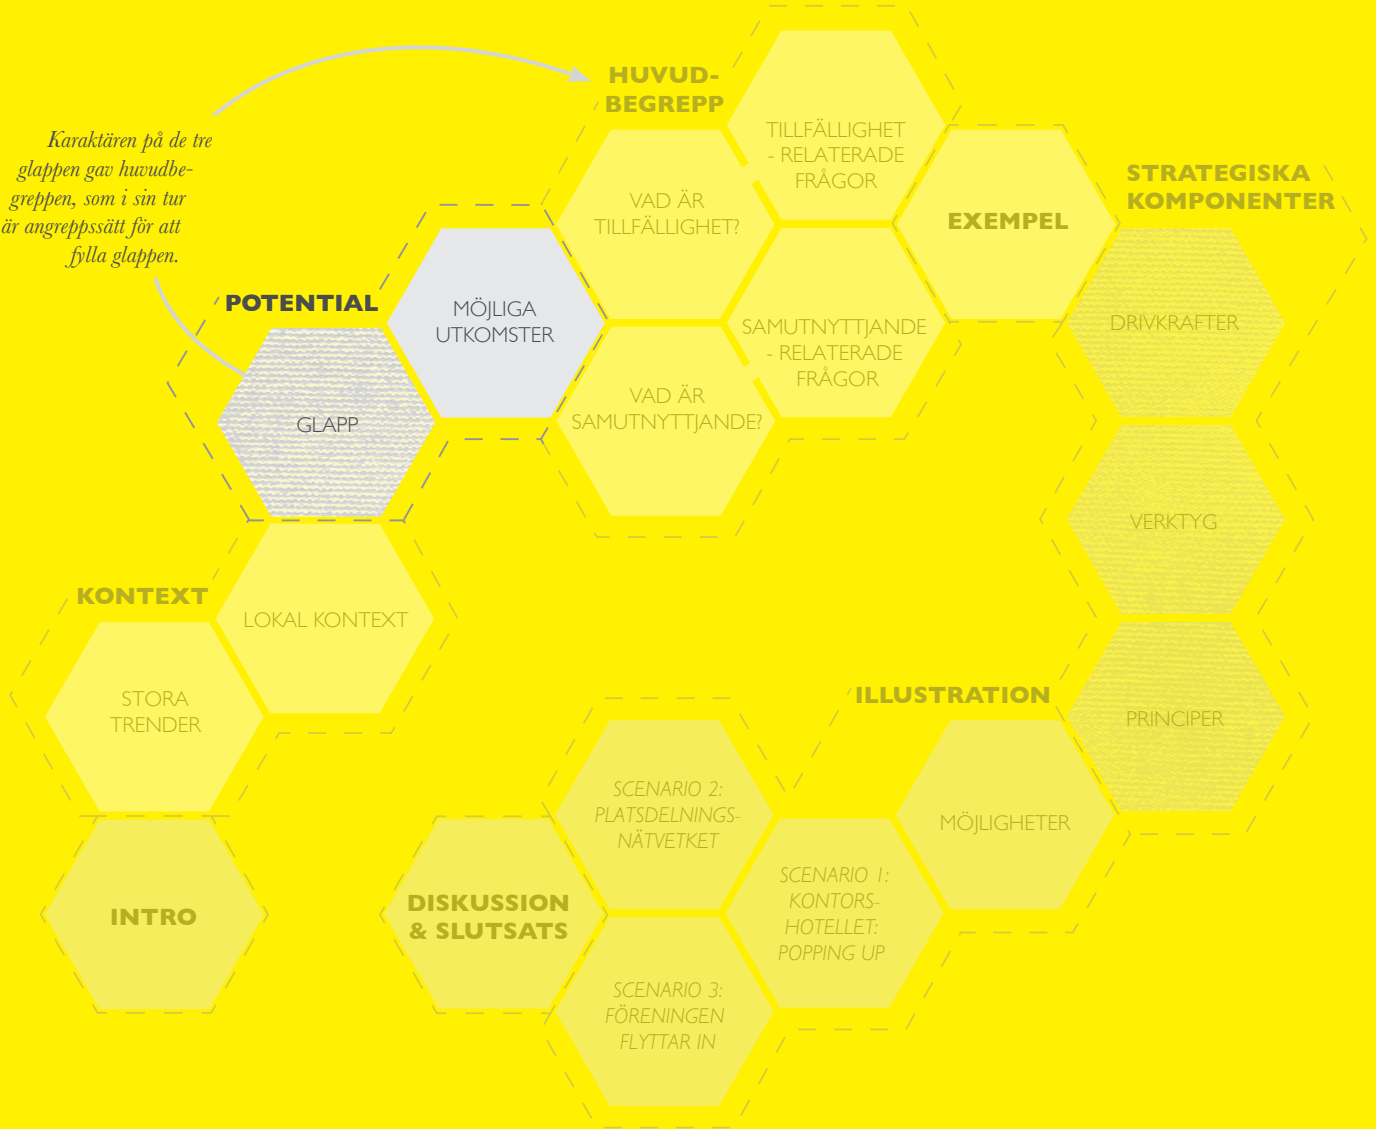 HUVUD-
BEGREPP
TILLFÄLLIGHET
- RELATERADE
FRÅGOR
Karaktären på de tre
glappen gav huvudbe-
greppen, som i sin tur
är angreppssätt för att
fylla glappen.
STRATEGISKA
KOMPONENTER
VAD ÄR
TILLFÄLLIGHET?
EXEMPEL
POTENTIAL
MÖJLIGA
UTKOMSTER
SAMUTNYTTJANDE
- RELATERADE
FRÅGOR
DRIVKRAFTER
GLAPP
VAD ÄR
SAMUTNYTTJANDE?
VERKTYG
KONTEXT
LOKAL KONTEXT
STORA
TRENDER
ILLUSTRATION
PRINCIPER
SCENARIO 2:
PLATSDELNINGS-
NÄTVETKET
MÖJLIGHETER
SCENARIO 1:
KONTORS-
HOTELLET:
POPPING UP
INTRO
DISKUSSION
& SLUTSATS
SCENARIO 3:
FÖRENINGEN
FLYTTAR IN